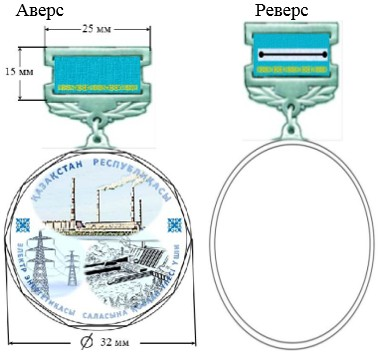 Аверс
Реверс
25 мм
15 мм
ҚАЗАҚСТАН РЕСПУБЛИКАСЫ
ЭЛЕКТР ЭНЕРГЕТИКАСЫ САЛАСЫНА ҮШІН
32 мм